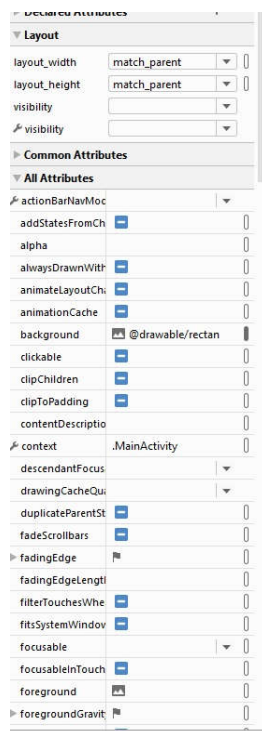 Declared Attributes
Layout
layout_width match_parent
layout_height match_parent
visibility
visibility
Common Attributes
All Attributes
actionBarNavMod
addStatesFromCh
alpha
alwaysDrawnWith
animateLayoutCha
animationCache
background @drawable/rectan
clickable
clipChildren
clipToPadding
contentDescriptio
context .MainActivity
descendantFocus
drawingCacheQua
duplicateParentSt
fadeScrollbars
fadingEdge
fadingEdgeLengtl
filterTouchesWhe
fitsSystemWindov
focusable
focusableInTouch
foreground
foregroundGravit